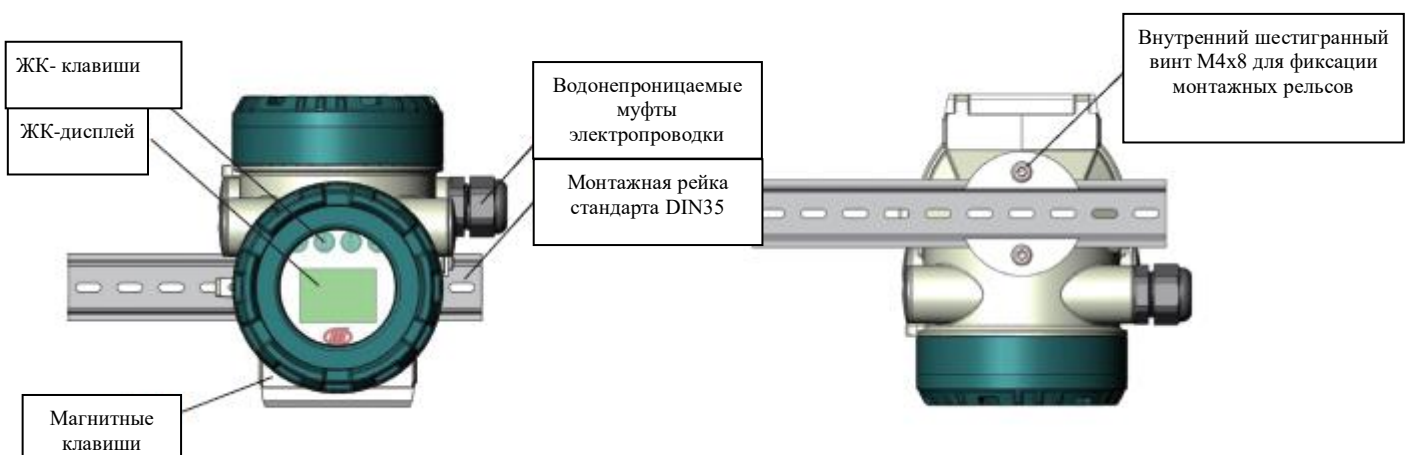 ЖК- клавиши
ЖК-дисплей
Водонепроницаемые
муфты
электропроводки
Монтажная рейка
стандарта DIN35
Магнитные
клавиши
Внутренний шестигранный
винт M4x8 для фиксации
монтажных рельсов